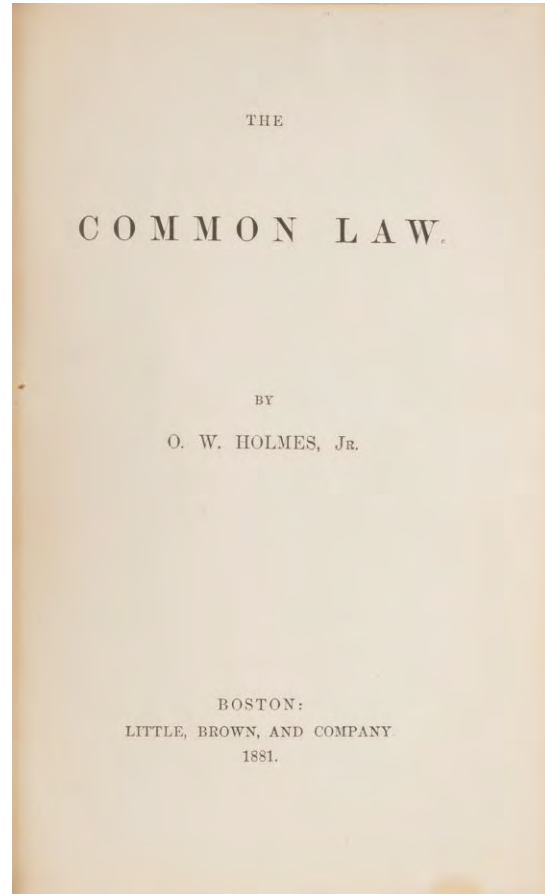 THE
COMMON LAW.
BY
O. W. HOLMES, JR.
BOSTON:
LITTLE, BROWN, AND COMPANY
1881.